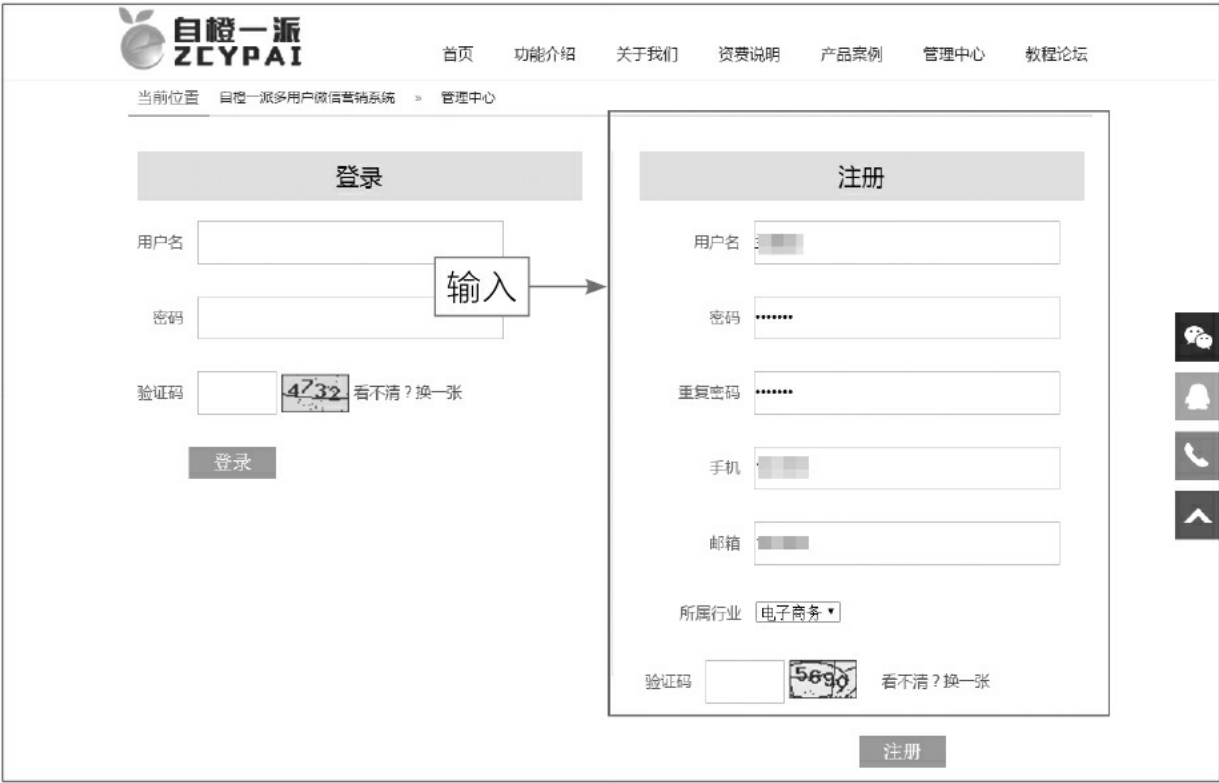 自橙一派
ZCYPAI
首页 功能介绍 关于我们 资费说明 产品案例 管理中心 教程论坛
当前位置 自橙一派多用户微信营销系统 » 管理中心
登录
用户名
密码
验证码 4732 看不清？换一张
登录
输入
注册
用户名
密码 •••••••
重复密码 •••••••
手机
邮箱
所属行业 电子商务
验证码 5690 看不清？换一张
注册